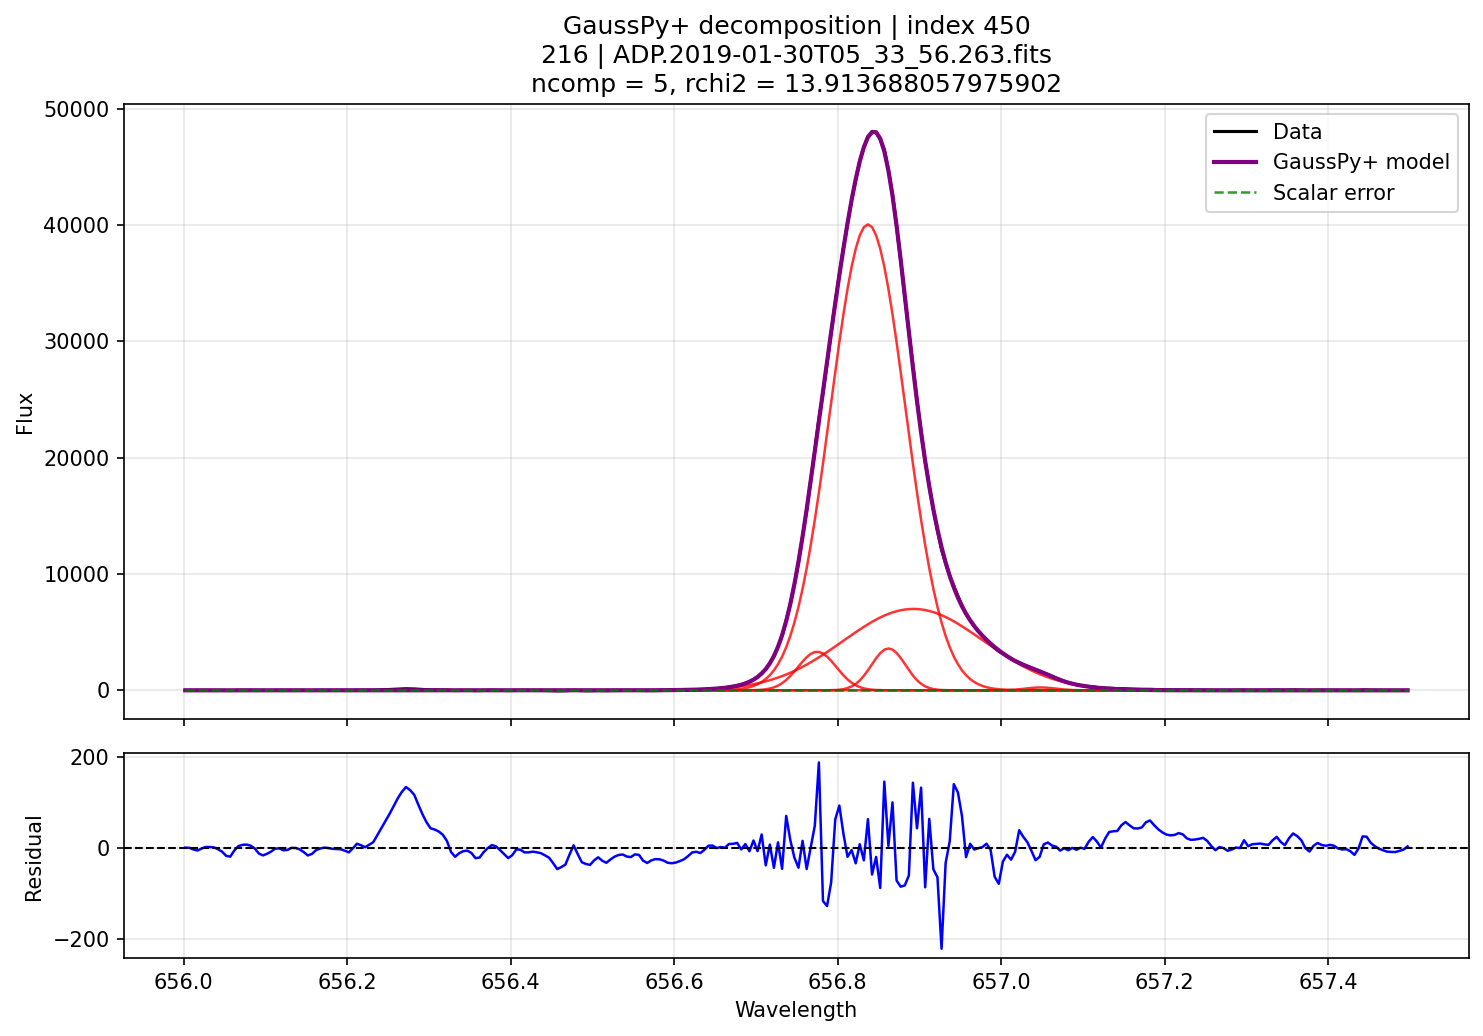 GaussPy+ decomposition | index 450
216 | ADP.2019-01-30T05_33_56.263.fits
ncomp = 5, rchi2 = 13.913688057975902
50000
40000
30000
20000
10000
0
Flux
Data
GaussPy+ model
Scalar error
200
0
−200
Residual
656.0
656.2
656.4
656.6
656.8
657.0
657.2
657.4
Wavelength